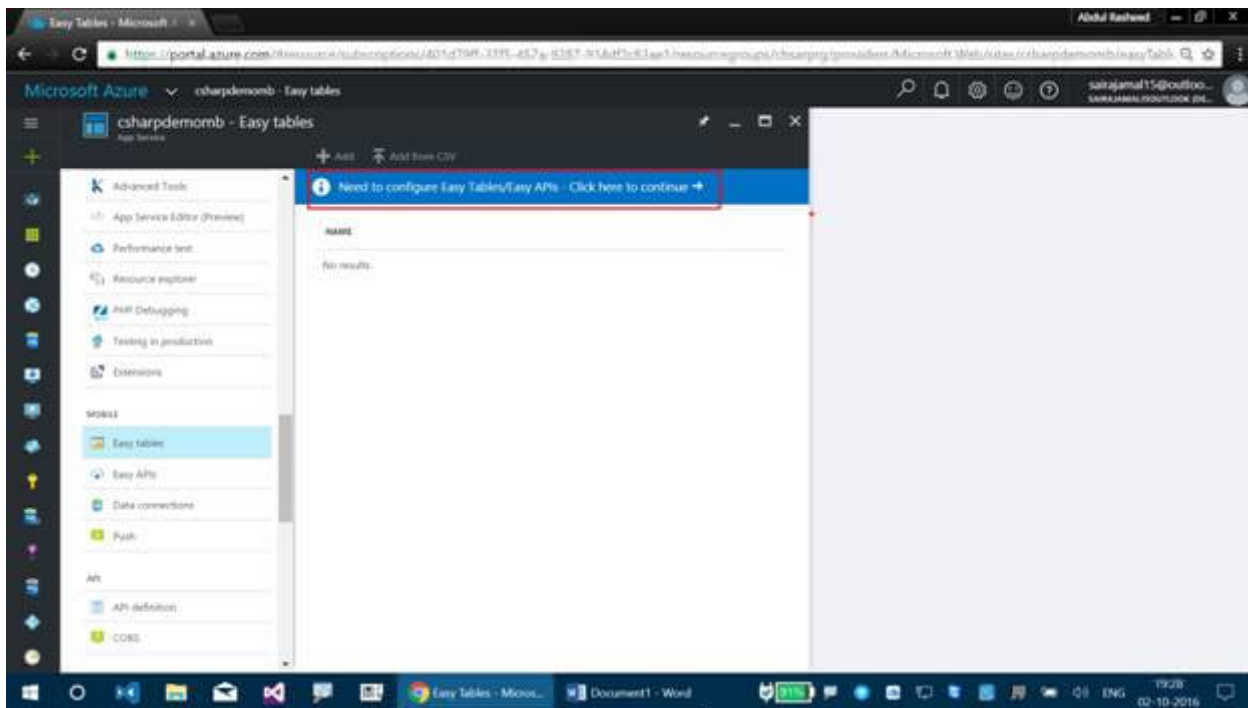 Easy Tables - Microsoft
Abdul Rasheed
https://portal.azure.com/
Microsoft Azure csharpdemomb - Easy tables
sairajamal15@outloo...
csharpdemomb - Easy tables
App Service
Add Add from CSV
Advanced Tools
App Service Editor (Preview)
Performance test
Resource explorer
PHP Debugging
Testing in production
Extensions
MOBILE
Easy tables
Easy APIs
Data connections
Push
API
API definition
CORS
Need to configure Easy Tables/Easy APIs - Click here to continue →
NAME
No results.
Easy Tables - Micros...
Document1 - Word
91%
ENG
19:28
02-10-2016